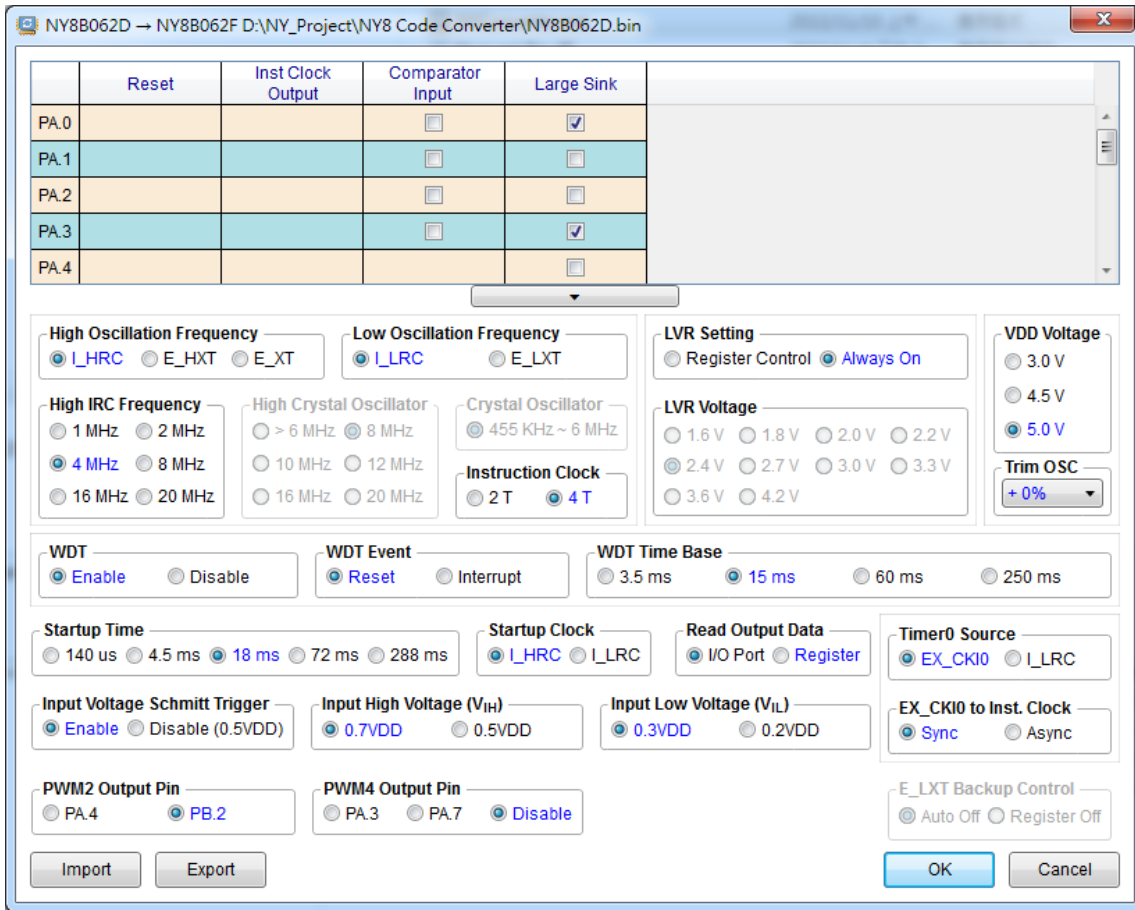 NY8B062D → NY8B062F D:\NY_Project\NY8 Code Converter\NY8B062D.bin
Reset Inst Clock Output Comparator Input Large Sink
PA.0
PA.1
PA.2
PA.3
PA.4
High Oscillation Frequency Low Oscillation Frequency LVR Setting VDD Voltage
I_HRC E_HXT E_XT I_LRC E_LXT Register Control Always On 3.0 V
High IRC Frequency High Crystal Oscillator Crystal Oscillator LVR Voltage 4.5 V
1 MHz 2 MHz > 6 MHz 8 MHz 455 KHz ~ 6 MHz 1.6 V 1.8 V 2.0 V 2.2 V 5.0 V
4 MHz 8 MHz 10 MHz 12 MHz Instruction Clock 2.4 V 2.7 V 3.0 V 3.3 V Trim OSC
16 MHz 20 MHz 16 MHz 20 MHz 2 T 4 T 3.6 V 4.2 V + 0%
WDT WDT Event WDT Time Base
Enable Disable Reset Interrupt 3.5 ms 15 ms 60 ms 250 ms
Startup Time Startup Clock Read Output Data Timer0 Source
140 us 4.5 ms 18 ms 72 ms 288 ms I_HRC I_LRC I/O Port Register EX_CKI0 I_LRC
Input Voltage Schmitt Trigger Input High Voltage (VIH) Input Low Voltage (VIL) EX_CKI0 to Inst. Clock
Enable Disable (0.5VDD) 0.7VDD 0.5VDD 0.3VDD 0.2VDD Sync Async
PWM2 Output Pin PWM4 Output Pin E_LXT Backup Control
PA.4 PB.2 PA.3 PA.7 Disable Auto Off Register Off
Import Export OK Cancel